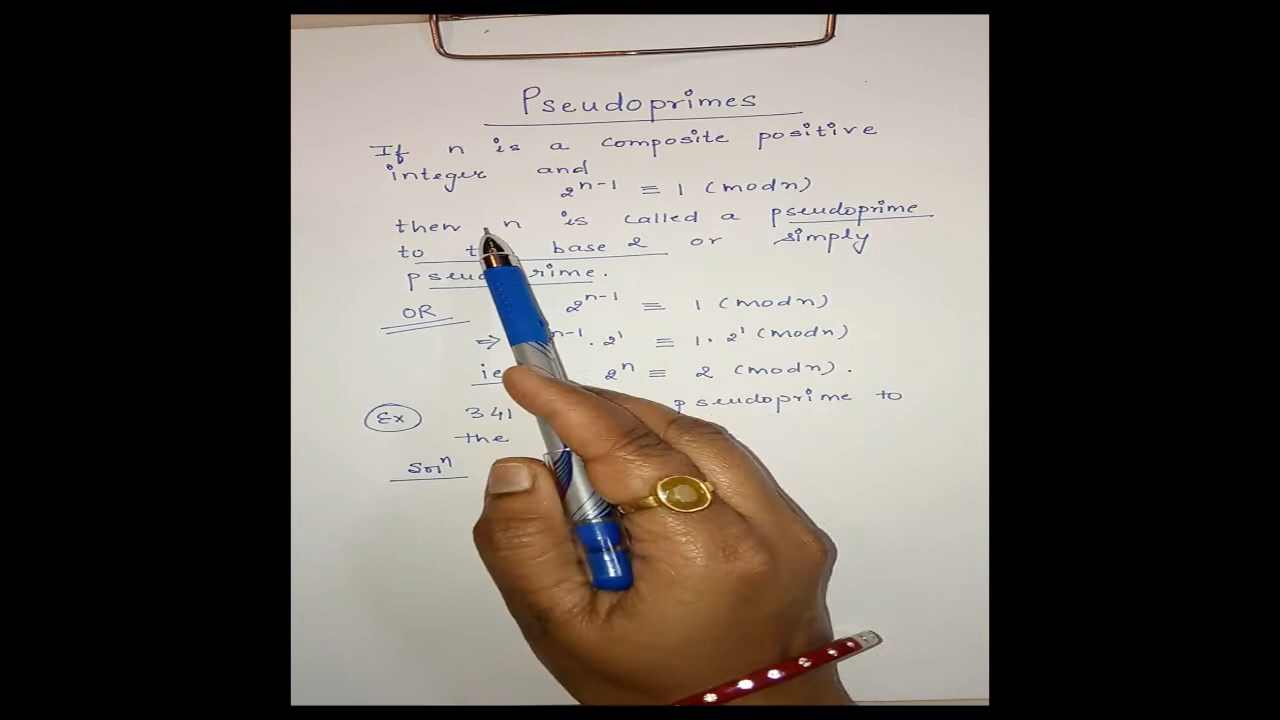 Pseudoprimes
If n is a composite positive
integer and
2^{n-1} ≡ 1 (mod n)
then n is called a pseudoprime
to base 2 or simply
OR 2^{n-1} ≡ 1 (mod n)
⇒ n-1 . 2^1 ≡ 1 . 2^1 (mod n)
ie 2^n ≡ 2 (mod n).
Ex 341 pseudoprime to
the
Sol^n